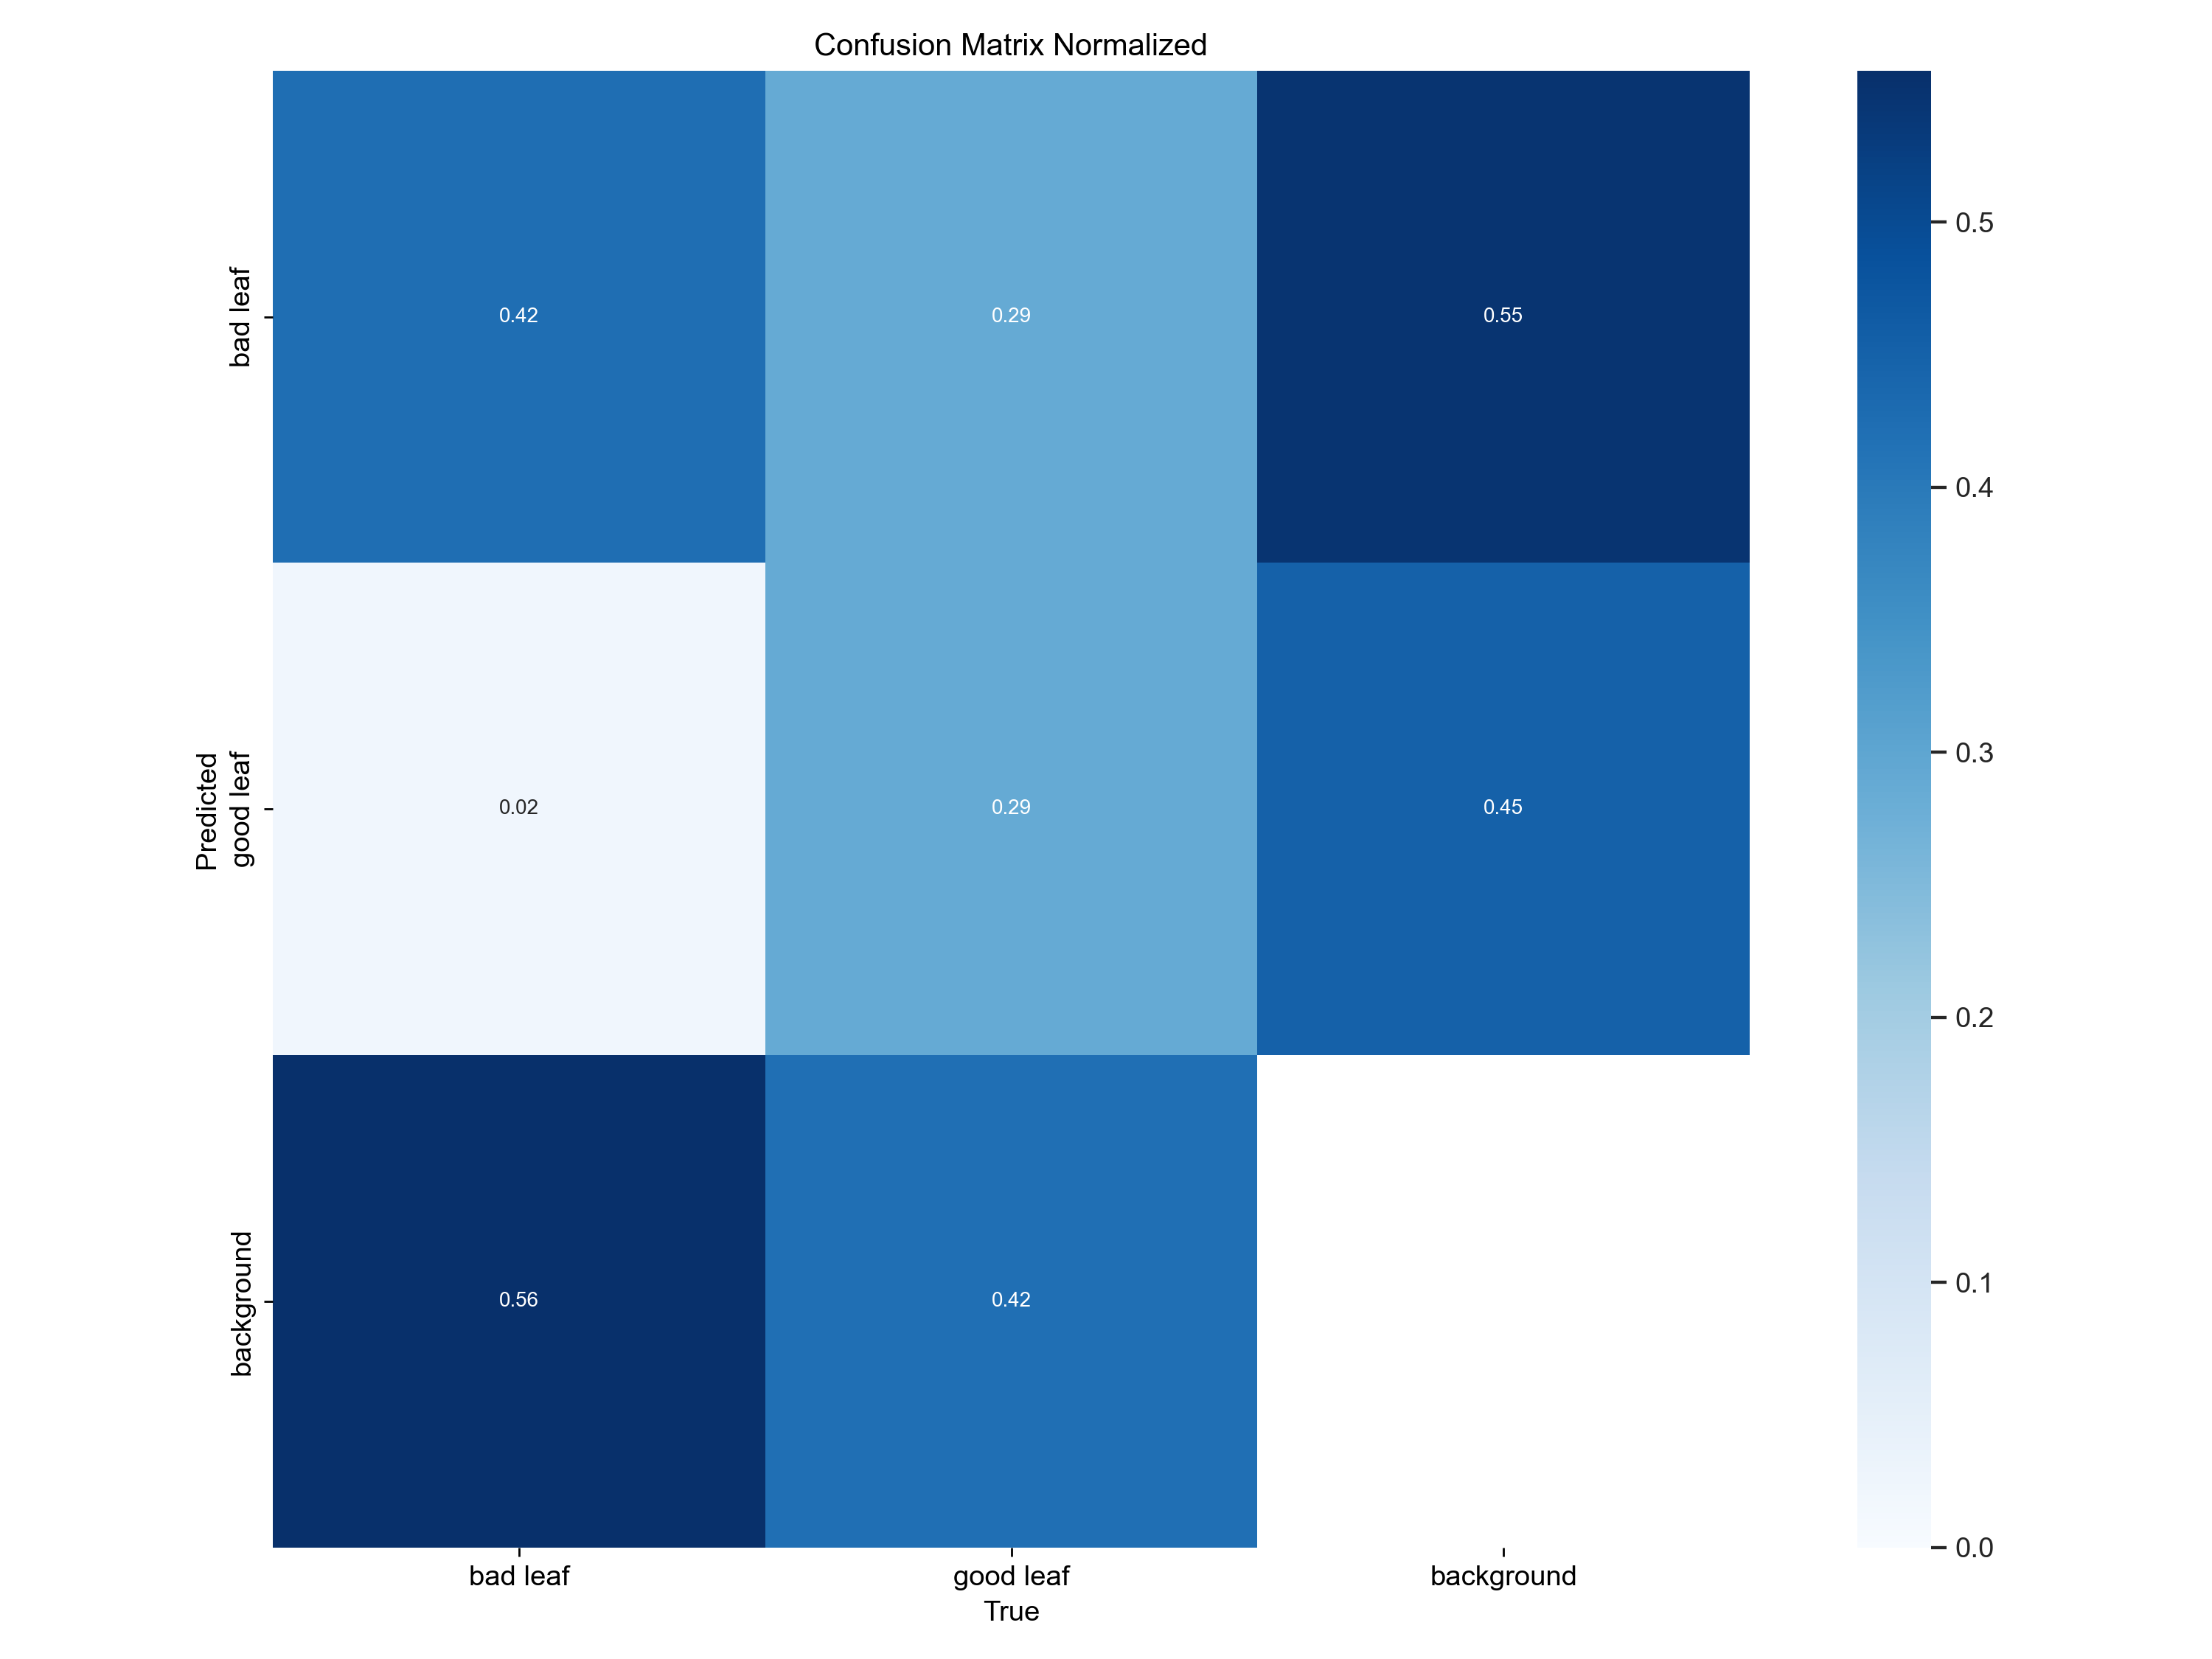 Confusion Matrix Normalized
bad leaf
0.42
0.29
0.55
Predicted
good leaf
0.02
0.29
0.45
background
0.56
0.42
bad leaf
good leaf
background
True
0.5
0.4
0.3
0.2
0.1
0.0